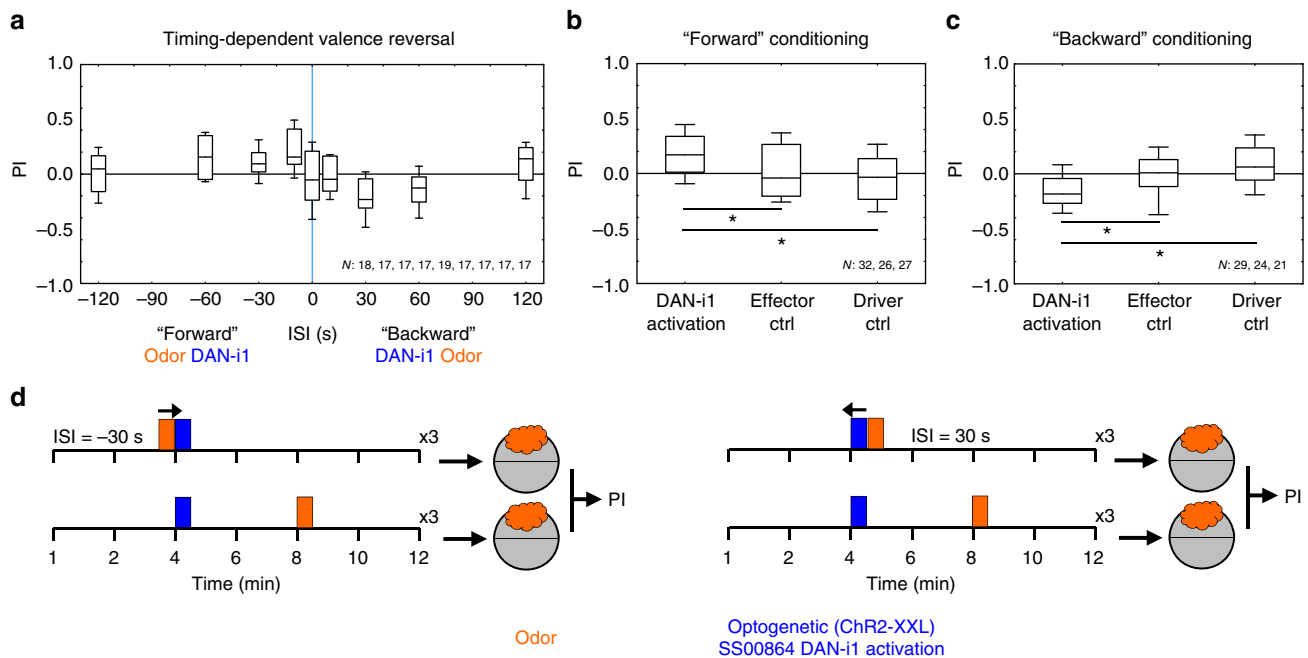 a
Timing-dependent valence reversal
1.0
0.5
0.0
−0.5
−1.0
PI
N: 18, 17, 17, 17, 19, 17, 17, 17, 17
−120 −90 −60 −30 0 30 60 90 120
"Forward" ISI (s) "Backward"
Odor DAN-i1 DAN-i1 Odor
b
"Forward" conditioning
1.0
0.5
0.0
−0.5
−1.0
PI
*
*
N: 32, 26, 27
DAN-i1 Effector Driver
activation ctrl ctrl
c
"Backward" conditioning
1.0
0.5
0.0
−0.5
−1.0
PI
*
*
N: 29, 24, 21
DAN-i1 Effector Driver
activation ctrl ctrl
d
ISI = −30 s x3
x3
1 2 4 6 8 10 12
Time (min)
PI
ISI = 30 s x3
x3
1 2 4 6 8 10 12
Time (min)
PI
Odor
Optogenetic (ChR2-XXL)
SS00864 DAN-i1 activation